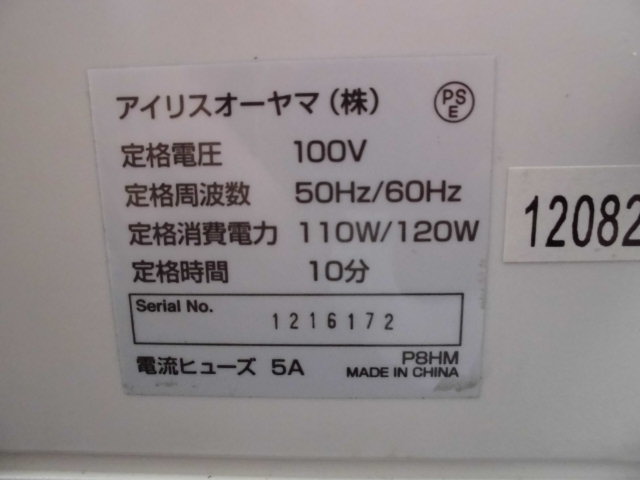 アイリスオーヤマ（株） PSE
定格電圧 100V
定格周波数 50Hz/60Hz
定格消費電力 110W/120W
定格時間 10分
Serial No.
1216172
電流ヒューズ 5A P8HM
MADE IN CHINA
12082